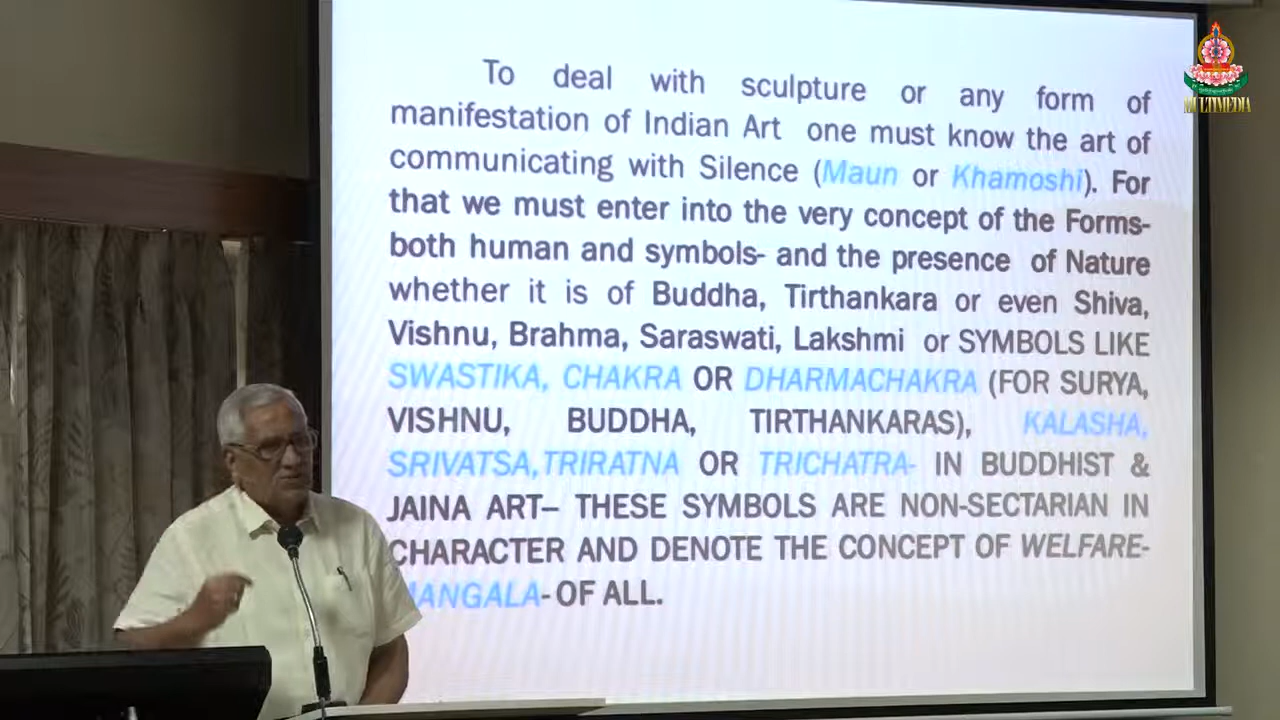 To deal with sculpture or any form of
manifestation of Indian Art one must know the art of
communicating with Silence (Maun or Khamoshi). For
that we must enter into the very concept of the Forms-
both human and symbols- and the presence of Nature
whether it is of Buddha, Tirthankara or even Shiva,
Vishnu, Brahma, Saraswati, Lakshmi or SYMBOLS LIKE
SWASTIKA, CHAKRA OR DHARMACHAKRA (FOR SURYA,
VISHNU, BUDDHA, TIRTHANKARAS), KALASHA,
SRIVATSA,TRIRATNA OR TRICHATRA- IN BUDDHIST &
JAINA ART– THESE SYMBOLS ARE NON-SECTARIAN IN
CHARACTER AND DENOTE THE CONCEPT OF WELFARE-
MANGALA- OF ALL.
MULTIMEDIA